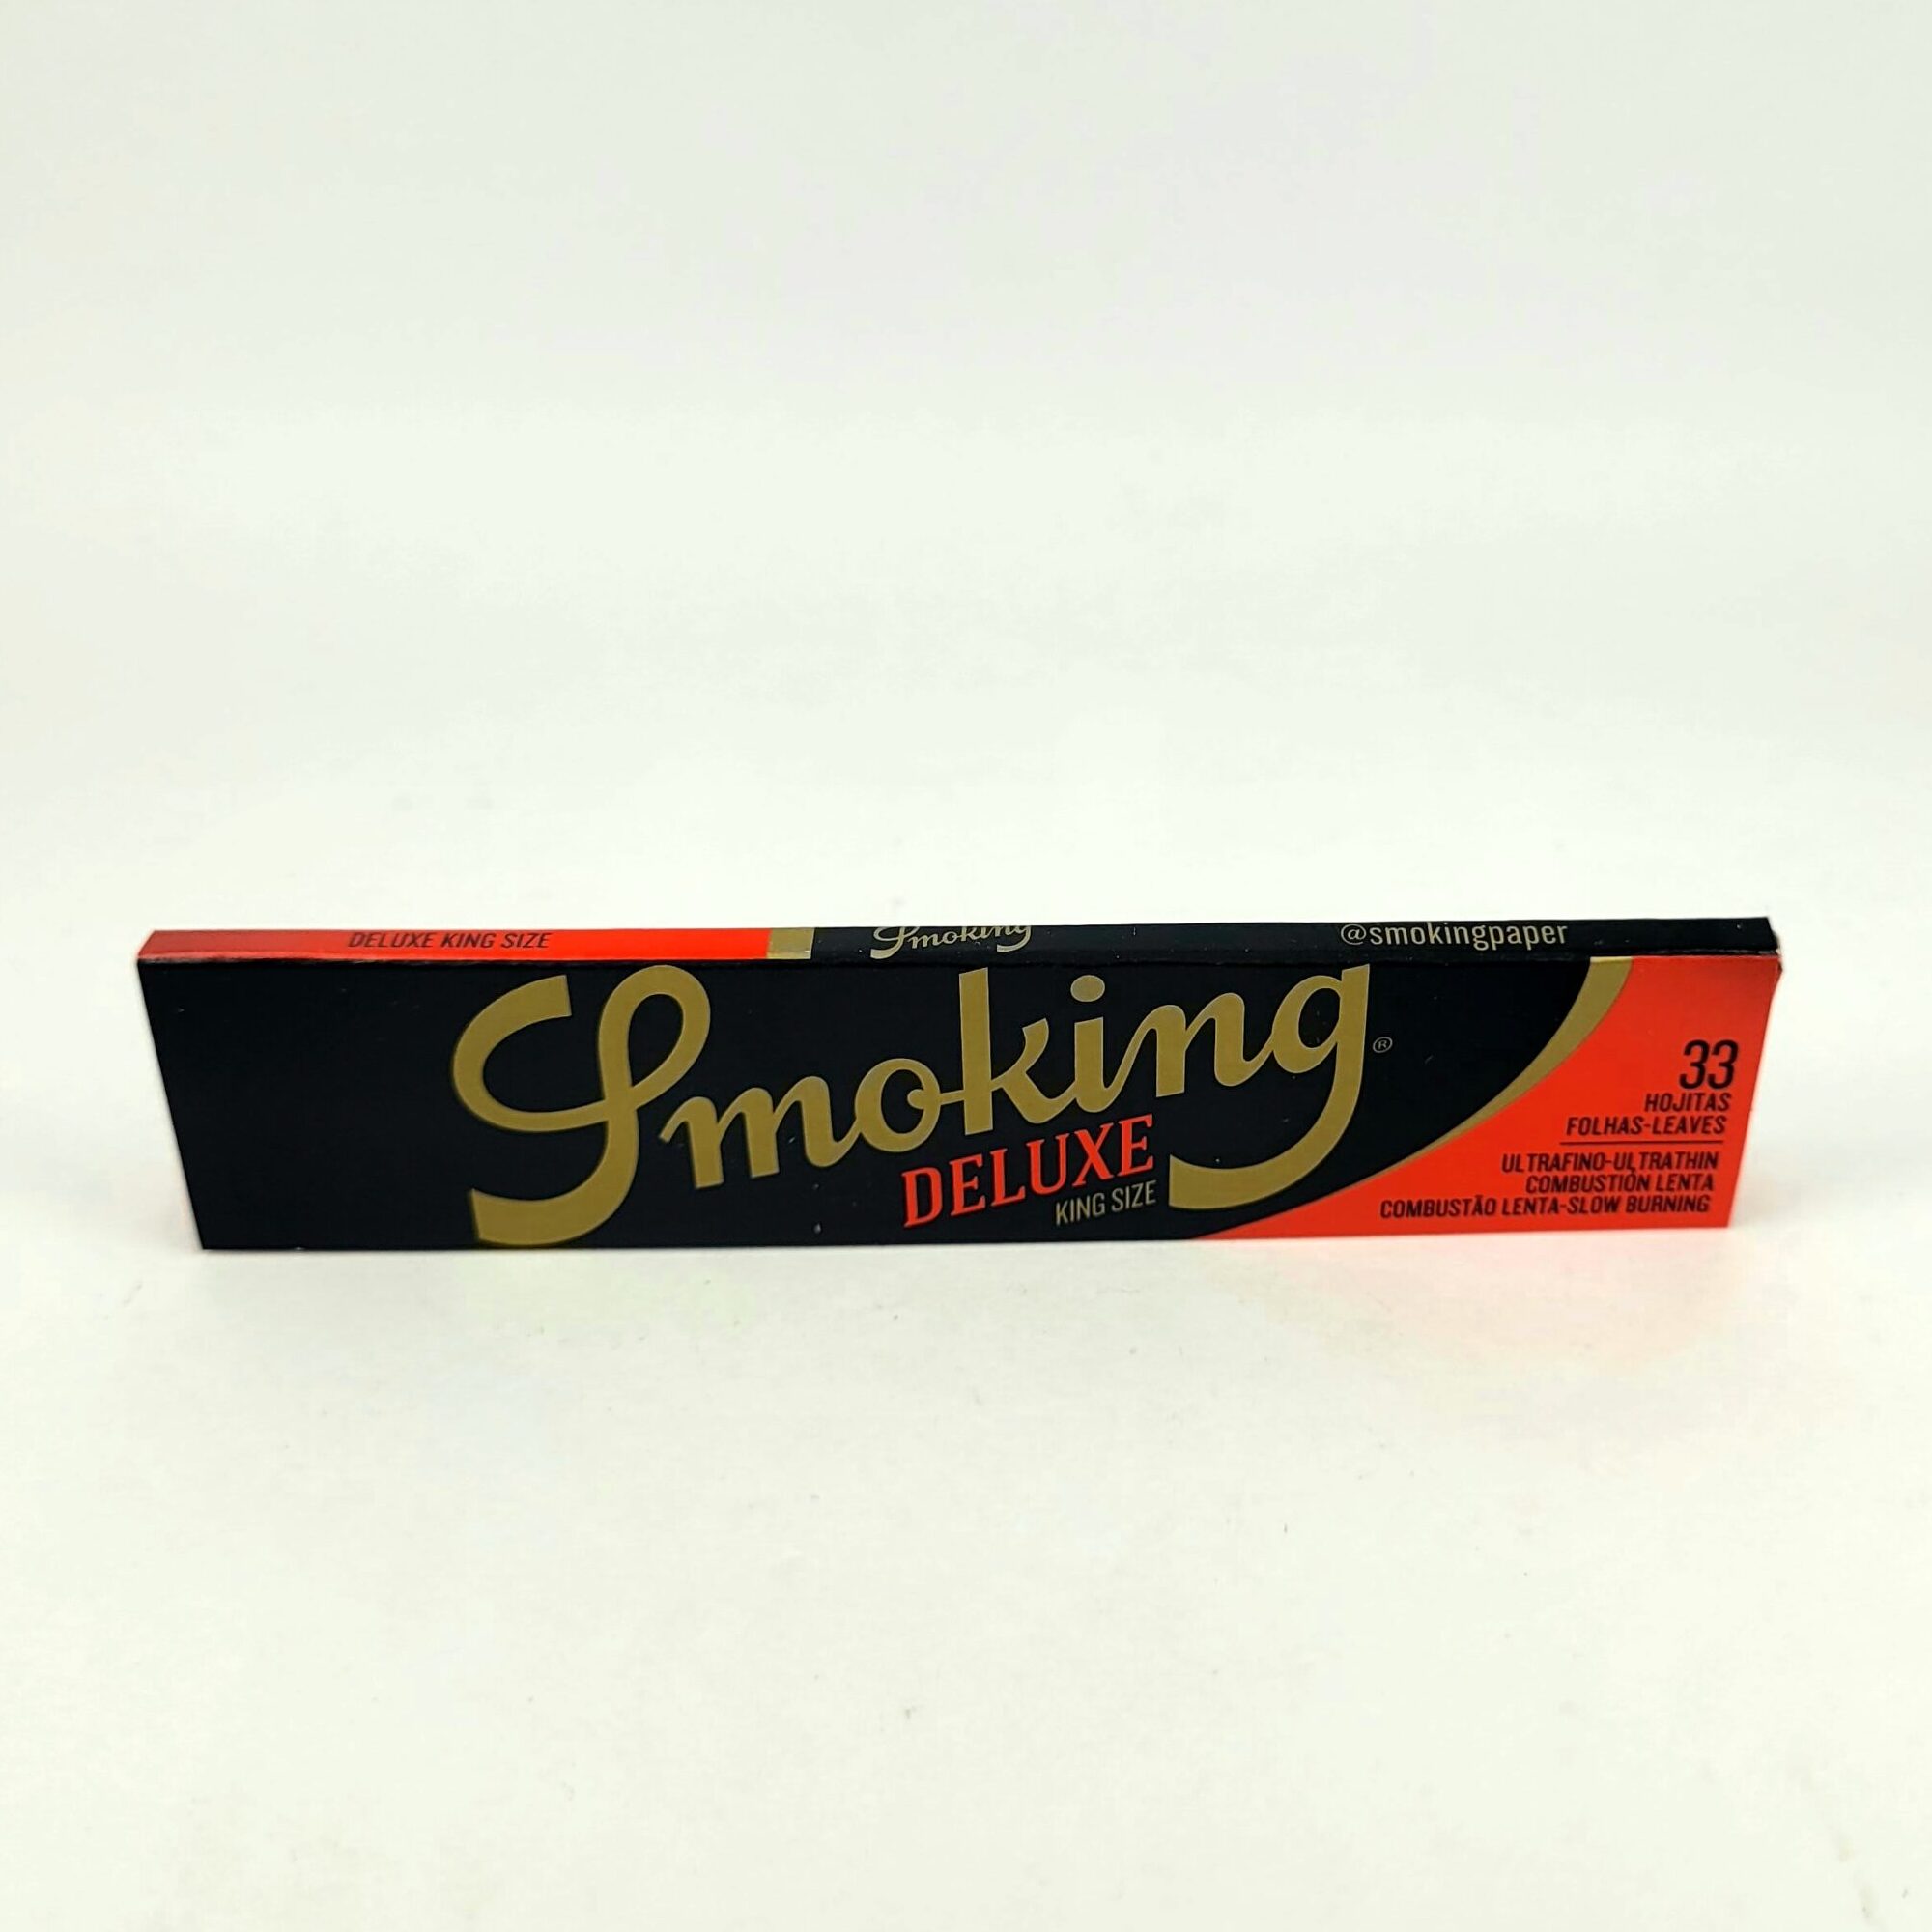 DELUXE KING SIZE
Smoking
@smokingpaper
Smoking®
DELUXE
KING SIZE
33
HOJITAS
FOLHAS-LEAVES
ULTRAFINO-ULTRATHIN
COMBUSTIÓN LENTA
COMBUSTÃO LENTA-SLOW BURNING